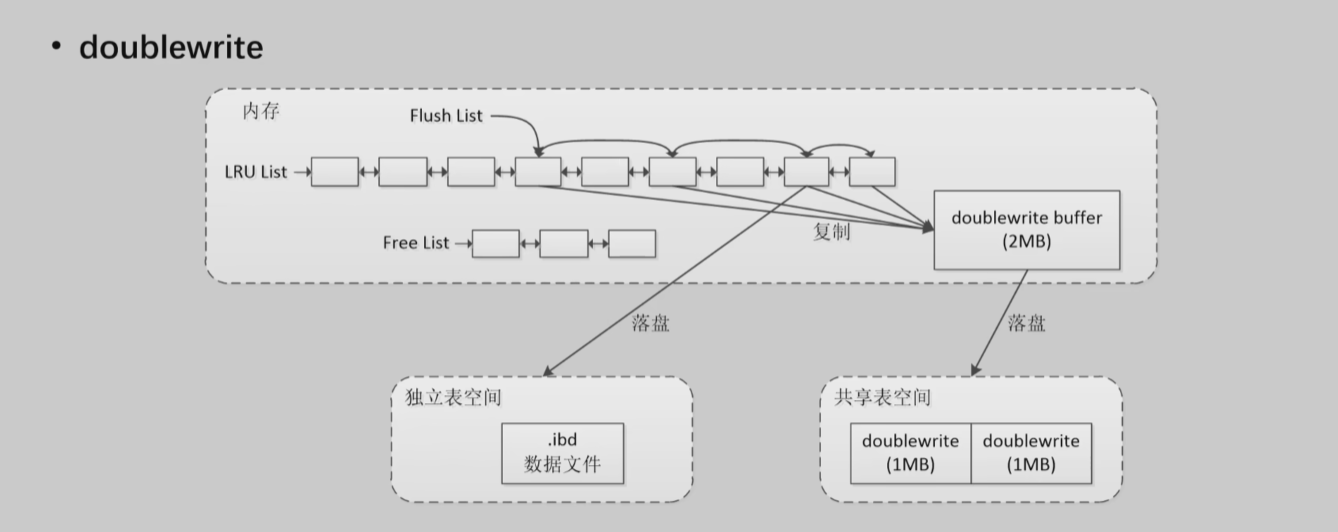 • doublewrite
内存
Flush List
LRU List
doublewrite buffer
(2MB)
复制
Free List
落盘
落盘
独立表空间
.ibd
数据文件
共享表空间
doublewrite
(1MB)
doublewrite
(1MB)